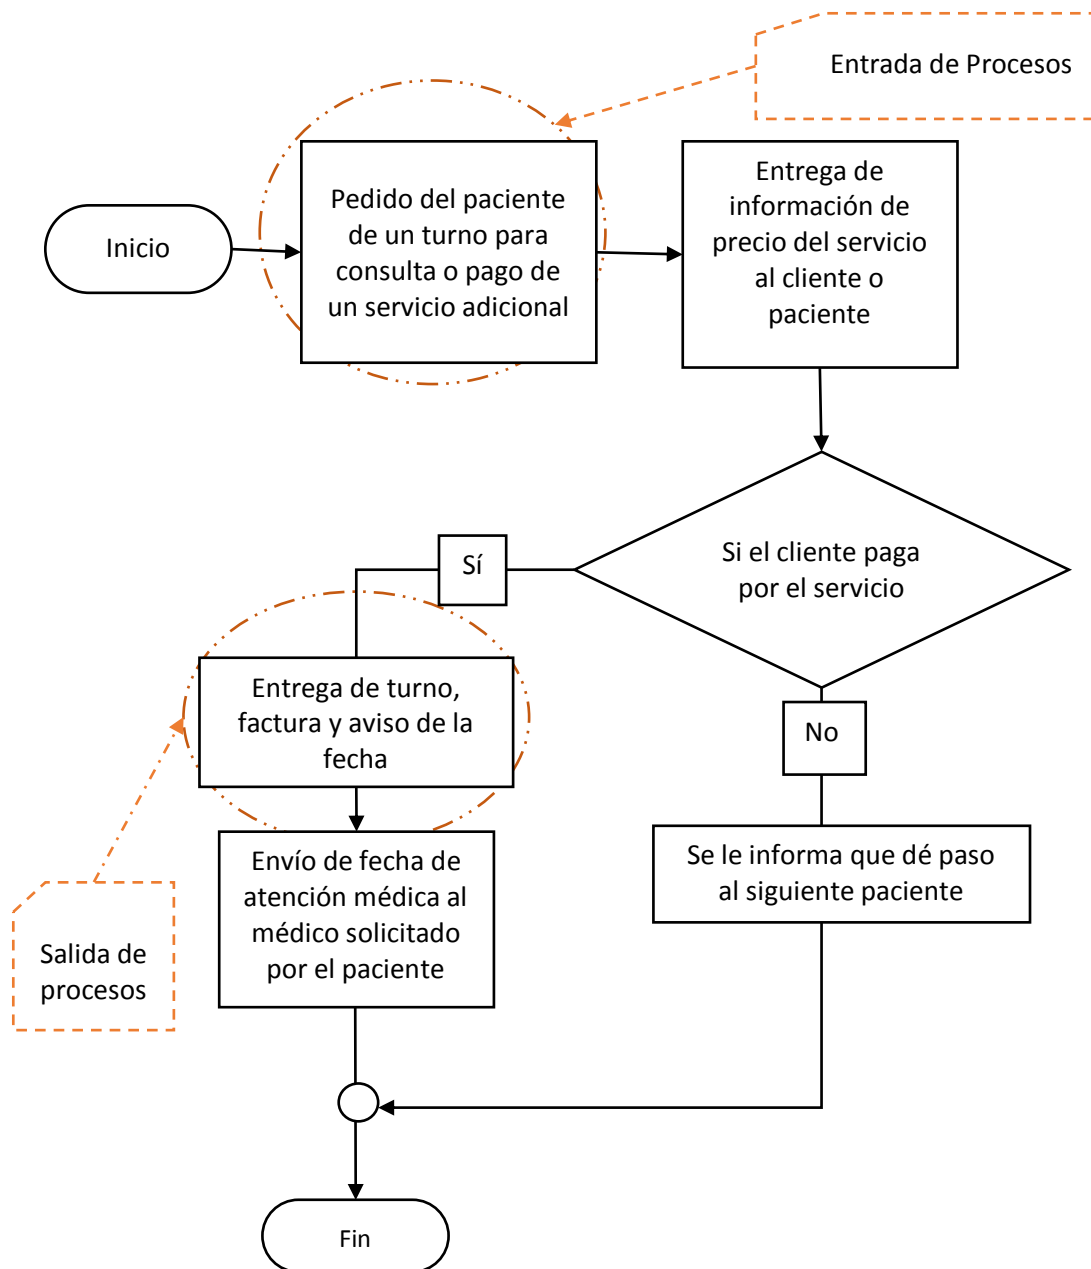 Entrada de Procesos
Inicio
Pedido del paciente
de un turno para
consulta o pago de
un servicio adicional
Entrega de
información de
precio del servicio
al cliente o
paciente
Si el cliente paga
por el servicio
Sí
No
Entrega de turno,
factura y aviso de la
fecha
Envío de fecha de
atención médica al
médico solicitado
por el paciente
Se le informa que dé paso
al siguiente paciente
Salida de
procesos
Fin